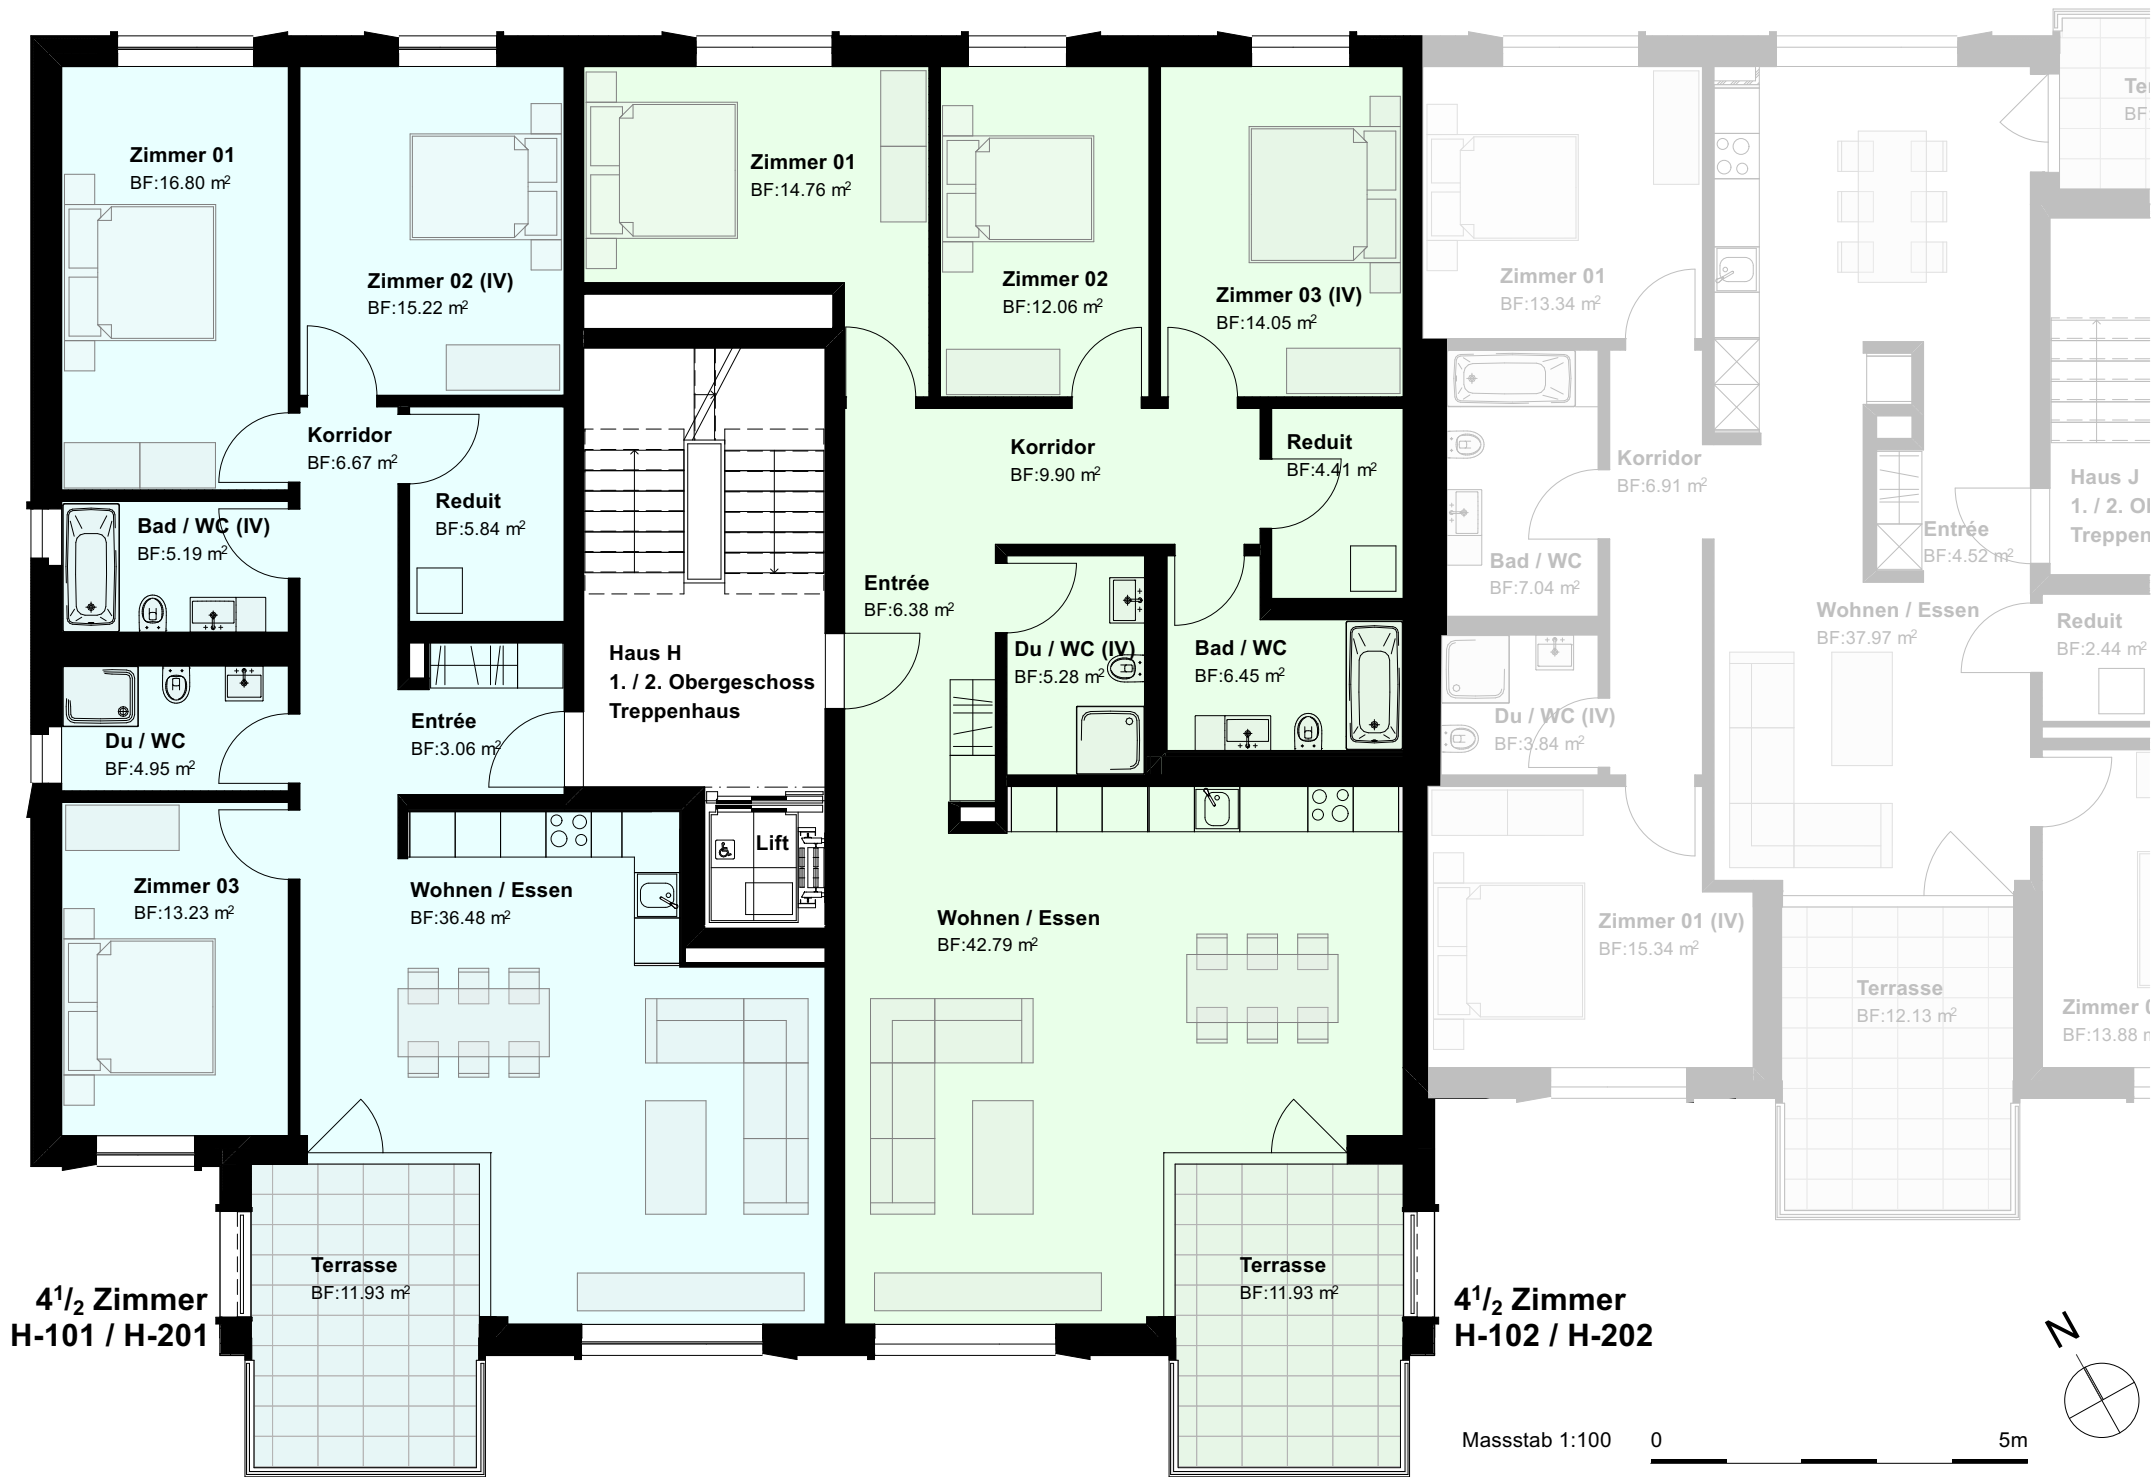 Zimmer 01
BF:16.80 m²
Zimmer 02 (IV)
BF:15.22 m²
Korridor
BF:6.67 m²
Reduit
BF:5.84 m²
Bad / WC (IV)
BF:5.19 m²
Du / WC
BF:4.95 m²
Entrée
BF:3.06 m²
Zimmer 03
BF:13.23 m²
Wohnen / Essen
BF:36.48 m²
Terrasse
BF:11.93 m²
4½ Zimmer
H-101 / H-201
Haus H
1. / 2. Obergeschoss
Treppenhaus
Lift
Zimmer 01
BF:14.76 m²
Zimmer 02
BF:12.06 m²
Zimmer 03 (IV)
BF:14.05 m²
Korridor
BF:9.90 m²
Reduit
BF:4.41 m²
Entrée
BF:6.38 m²
Du / WC (IV)
BF:5.28 m²
Bad / WC
BF:6.45 m²
Wohnen / Essen
BF:42.79 m²
Terrasse
BF:11.93 m²
4½ Zimmer
H-102 / H-202
Zimmer 01
BF:13.34 m²
Korridor
BF:6.91 m²
Bad / WC
BF:7.04 m²
Du / WC (IV)
BF:3.84 m²
Entrée
BF:4.52 m²
Wohnen / Essen
BF:37.97 m²
Reduit
BF:2.44 m²
Zimmer 01 (IV)
BF:15.34 m²
Terrasse
BF:12.13 m²
Haus J
1. / 2.
Zimmer
BF:13.88
N
Massstab 1:100
0 5m